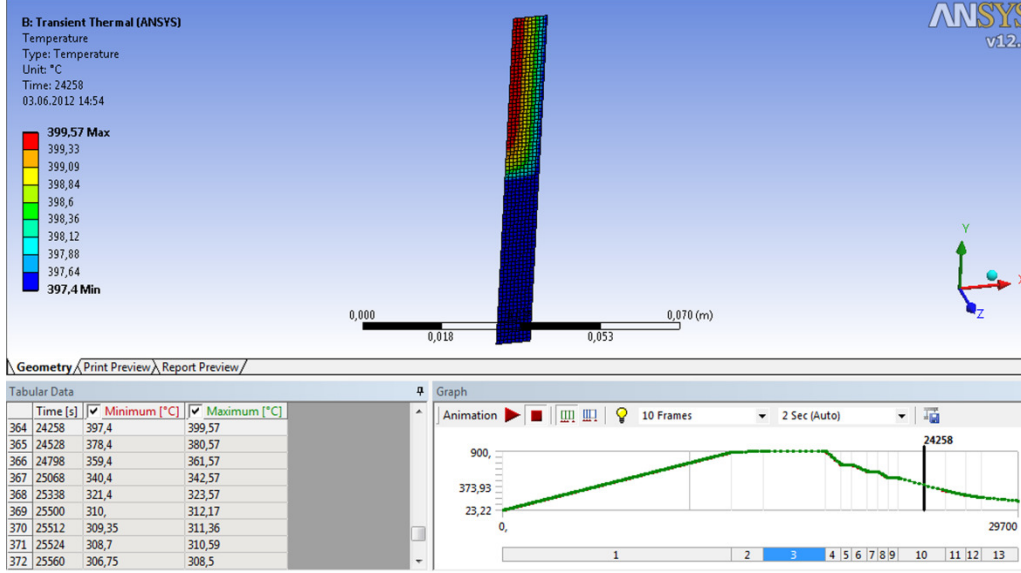 B: Transient Thermal (ANSYS)
Temperature
Type: Temperature
Unit: °C
Time: 24258
03.06.2012 14:54
399,57 Max
399,33
399,09
398,84
398,6
398,36
398,12
397,88
397,64
397,4 Min
ANSYS
v12.
0,000
0,070 (m)
0,018
0,053
Y
X
Z
Geometry Print Preview Report Preview
Tabular Data
Time [s] Minimum [°C] Maximum [°C]
364 24258 397,4 399,57
365 24528 378,4 380,57
366 24798 359,4 361,57
367 25068 340,4 342,57
368 25338 321,4 323,57
369 25500 310, 312,17
370 25512 309,35 311,36
371 25524 308,7 310,59
372 25560 306,75 308,5
Graph
Animation 10 Frames 2 Sec (Auto)
24258
900,
373,93
23,22
0, 29700
1 2 3 4 5 6 7 8 9 10 11 12 13